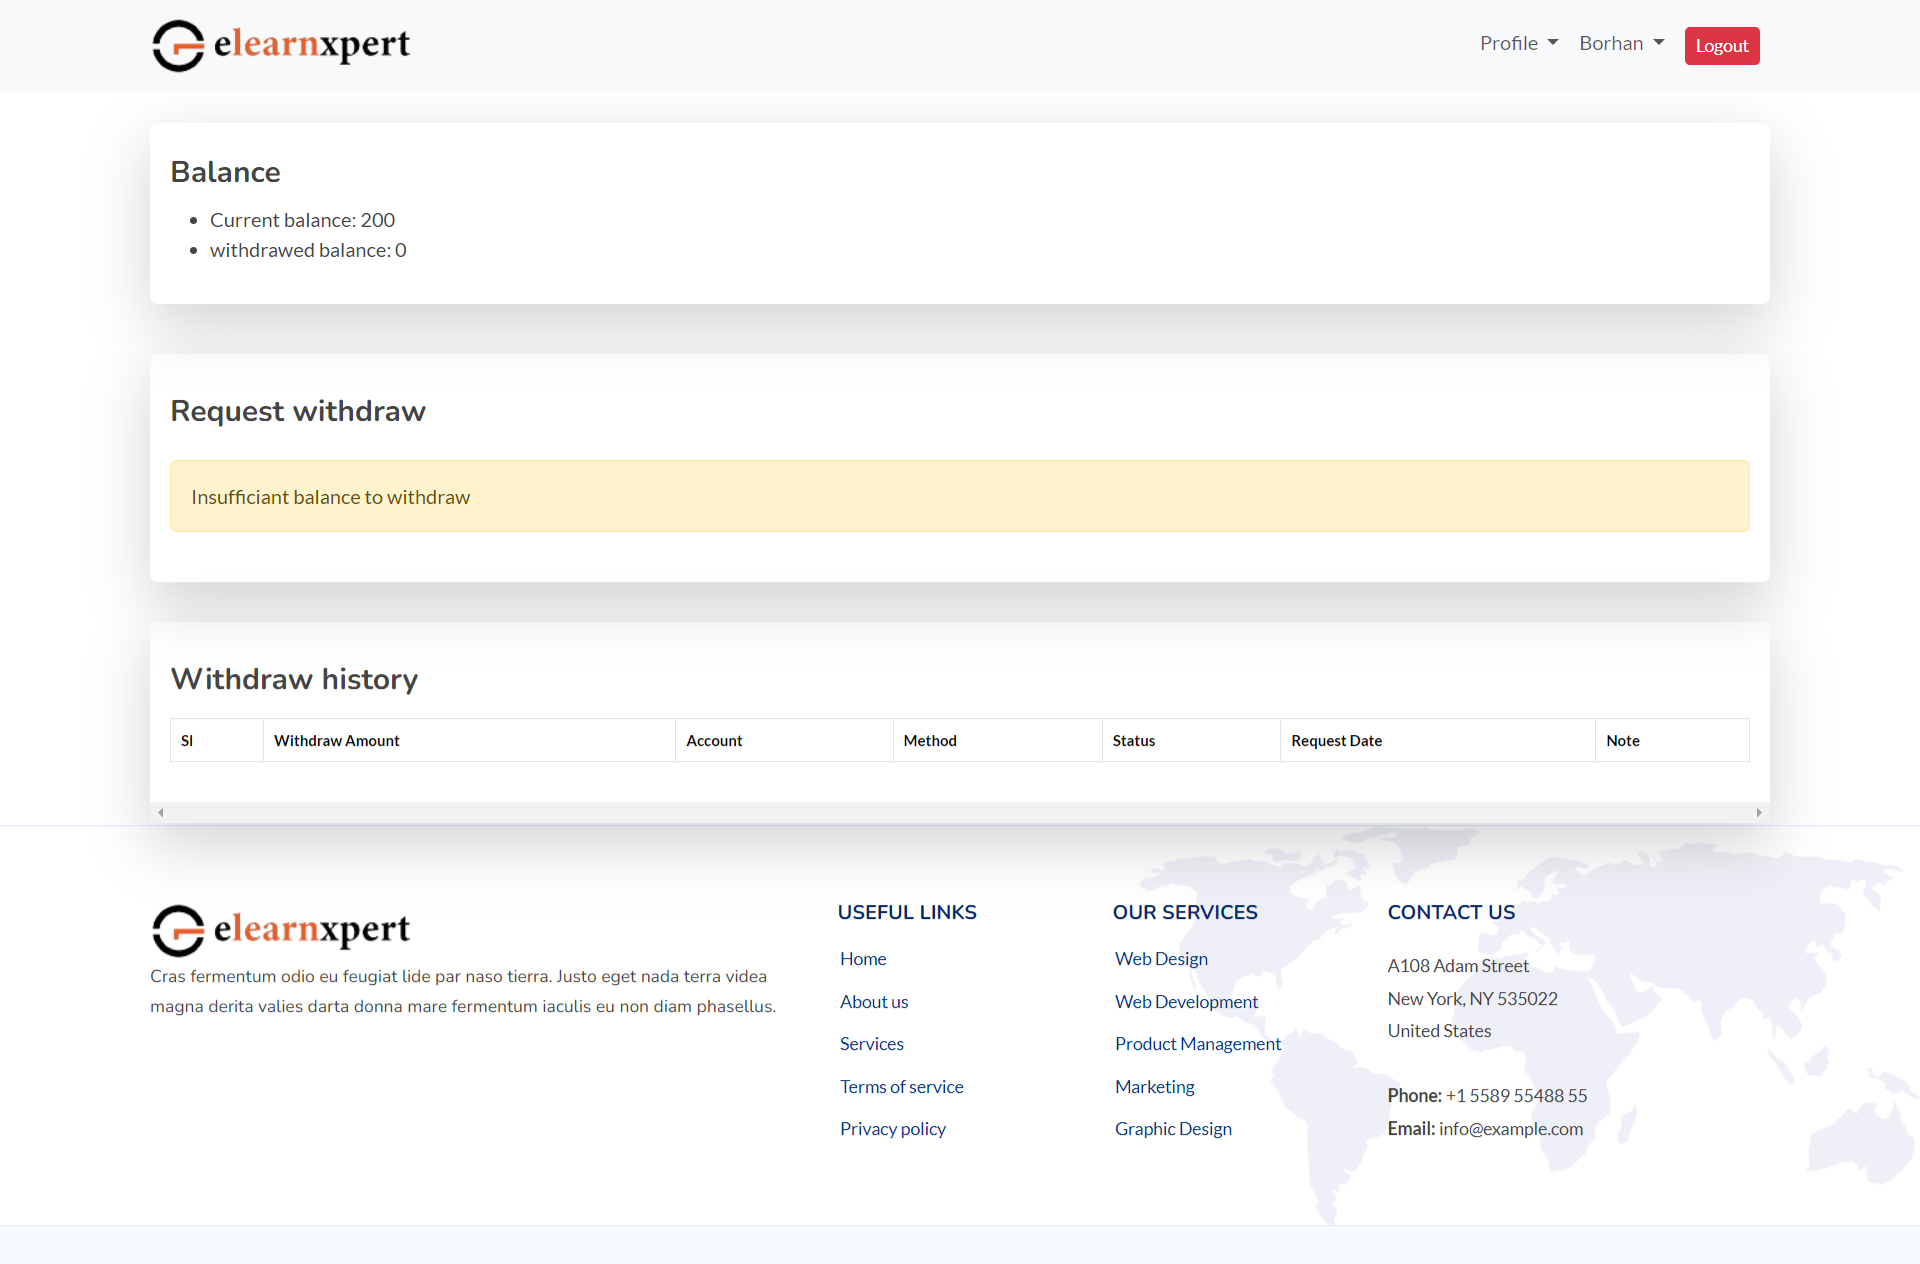 elearnxpert
Profile
Borhan
Logout
Balance
Current balance: 200
withdrawed balance: 0
Request withdraw
Insufficiant balance to withdraw
Withdraw history
Sl Withdraw Amount Account Method Status Request Date Note
elearnxpert
Cras fermentum odio eu feugiat lide par naso tierra. Justo eget nada terra videa
magna derita valies darta donna mare fermentum iaculis eu non diam phasellus.
USEFUL LINKS
Home
About us
Services
Terms of service
Privacy policy
OUR SERVICES
Web Design
Web Development
Product Management
Marketing
Graphic Design
CONTACT US
A108 Adam Street
New York, NY 535022
United States
Phone: +1 5589 55488 55
Email: info@example.com